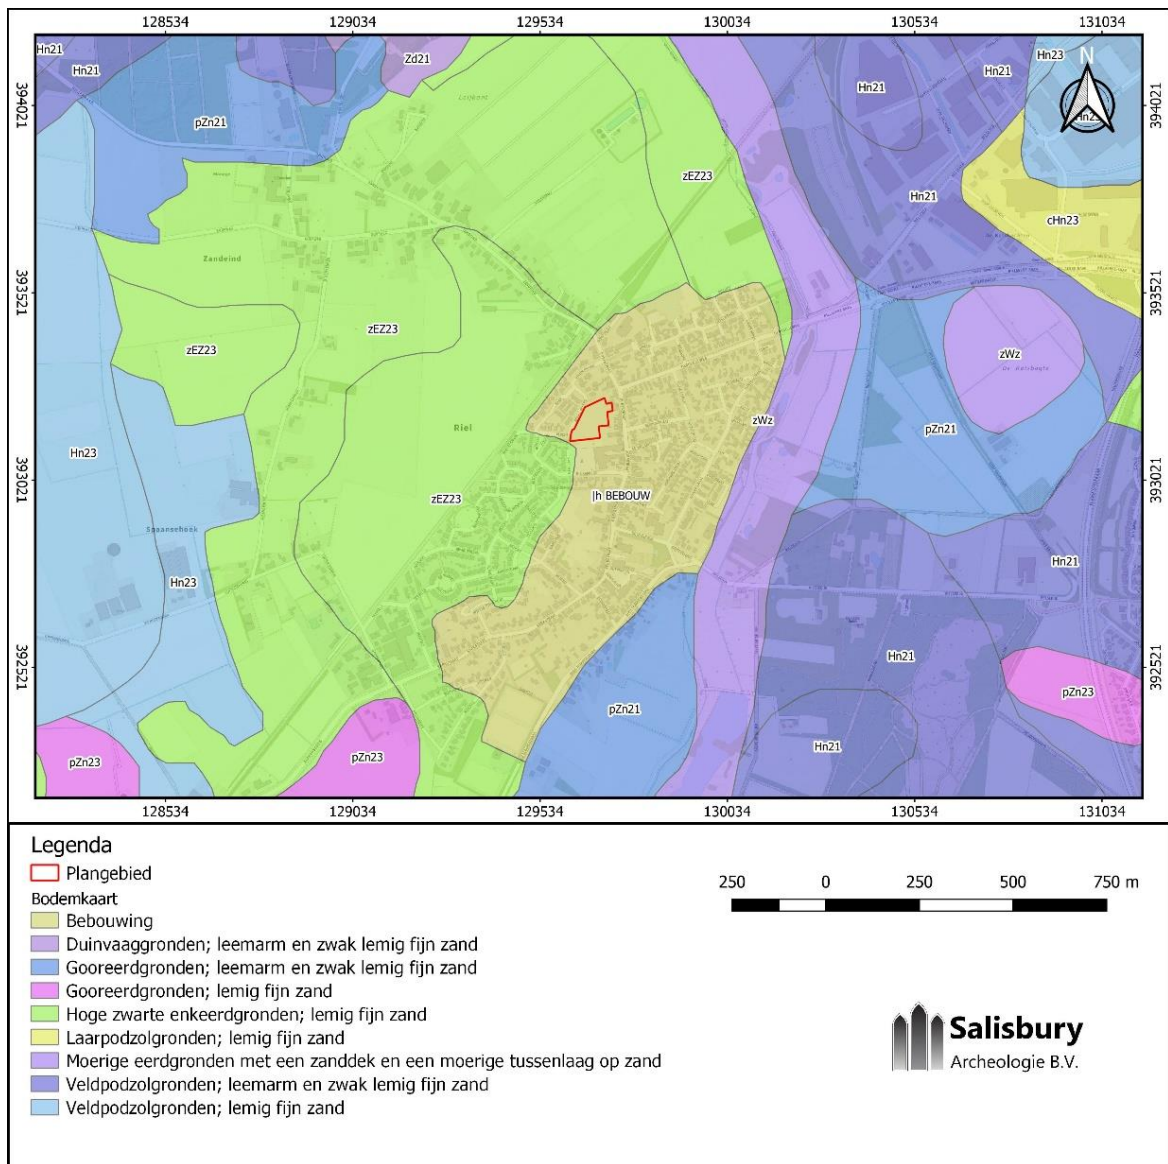 128534 129034 129534 130034 130534 131034
394021 394021
393521 393521
393021 393021
392521 392521
N
Hn21
Hn21
Zd21
pZn21
Leijkant
zEZ23
Hn21
Hn21
Hn23
Hn23
Hn21
cHn23
Zandeind
zEZ23
zEZ23
zWz
pZn21
Riel
zEZ23
zWz
Hn23
|h BEBOUW
Spaansehoek
Hn23
Hn21
Hn21
pZn23
pZn21
Hn21
pZn23
pZn23
128534 129034 129534 130034 130534 131034
Legenda
Plangebied
Bodemkaart
Bebouwing
Duinvaaggronden; leemarm en zwak lemig fijn zand
Gooreerdgronden; leemarm en zwak lemig fijn zand
Gooreerdgronden; lemig fijn zand
Hoge zwarte enkeerdgronden; lemig fijn zand
Laarpodzolgronden; lemig fijn zand
Moerige eerdgronden met een zanddek en een moerige tussenlaag op zand
Veldpodzolgronden; leemarm en zwak lemig fijn zand
Veldpodzolgronden; lemig fijn zand
250 0 250 500 750 m
Salisbury
Archeologie B.V.